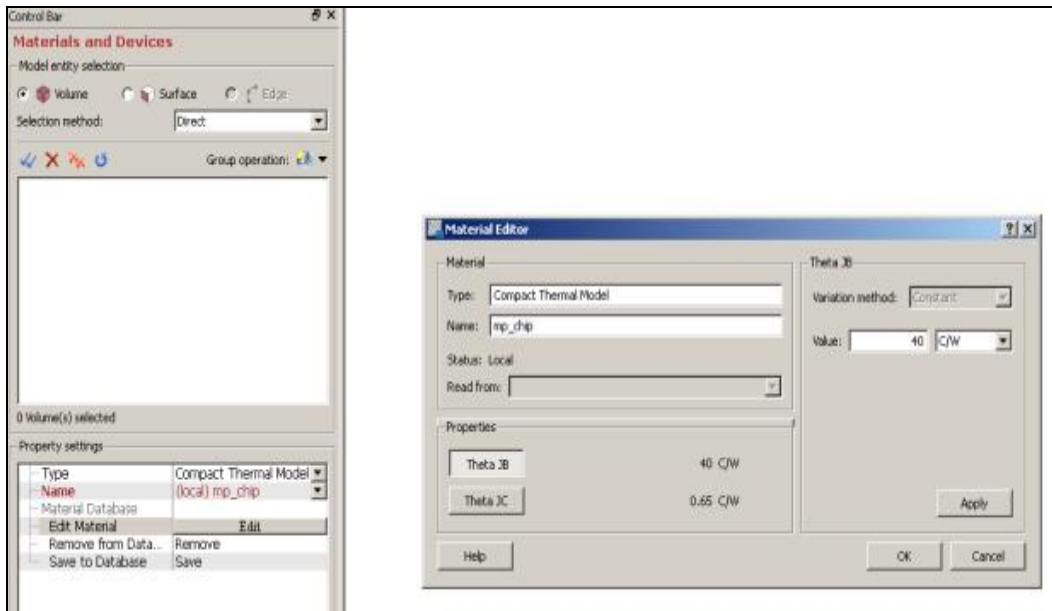 Control Bar
Materials and Devices
Model entity selection
Volume Surface Edge
Selection method: Direct
Group operation:
0 Volume(s) selected
Property settings
Type Compact Thermal Model
Name (local) mp_chip
Material Database
Edit Material Edit
Remove from Data... Remove
Save to Database Save
Material Editor
Material
Type: Compact Thermal Model
Name: mp_chip
Status: Local
Read from:
Properties
Theta JB 40 C/W
Theta JC 0.65 C/W
Theta JB
Variation method: Constant
Value: 40 C/W
Apply
Help OK Cancel